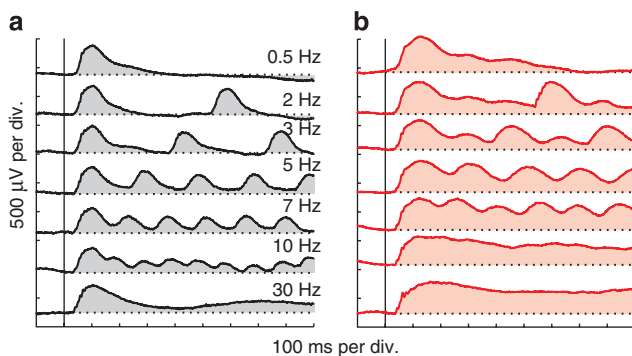 a
b
0.5 Hz
2 Hz
3 Hz
5 Hz
7 Hz
10 Hz
30 Hz
500 μV per div.
100 ms per div.